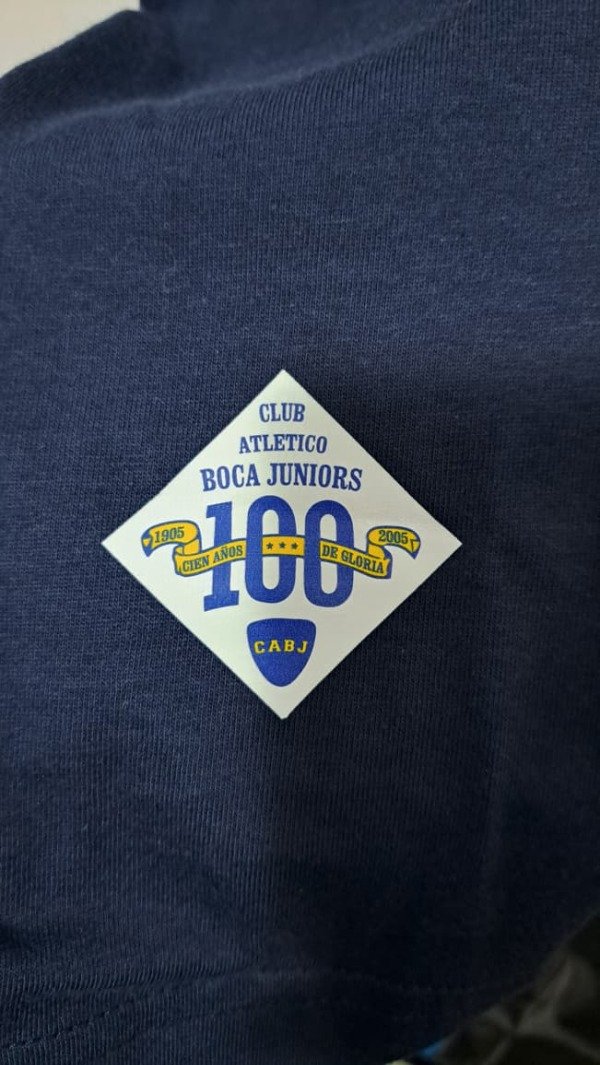 CLUB
ATLETICO
BOCA JUNIORS
100
1905 CIEN AÑOS DE GLORIA 2005
CABJ